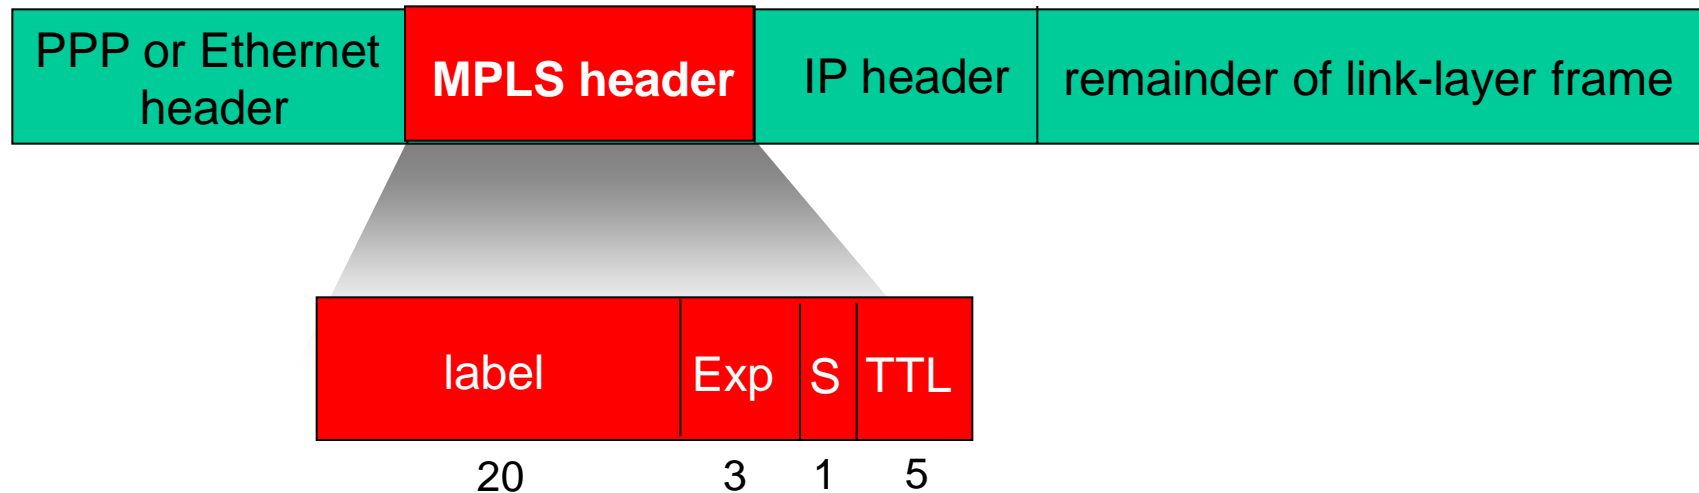 PPP or Ethernet
header
MPLS header
IP header
remainder of link-layer frame
label
Exp
S
TTL
20
3
1
5